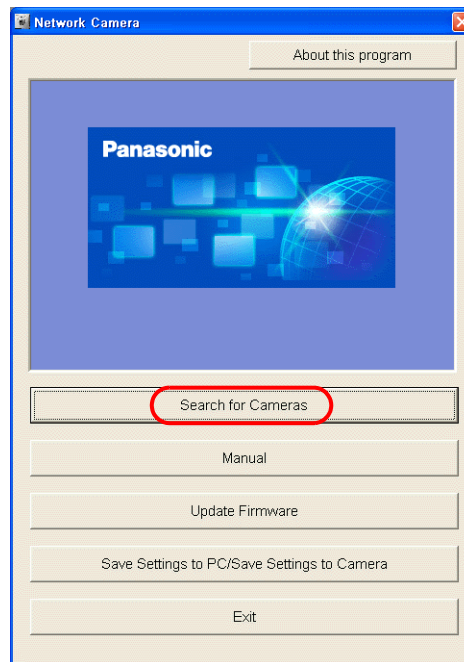 Network Camera
About this program
Panasonic
Search for Cameras
Manual
Update Firmware
Save Settings to PC/Save Settings to Camera
Exit